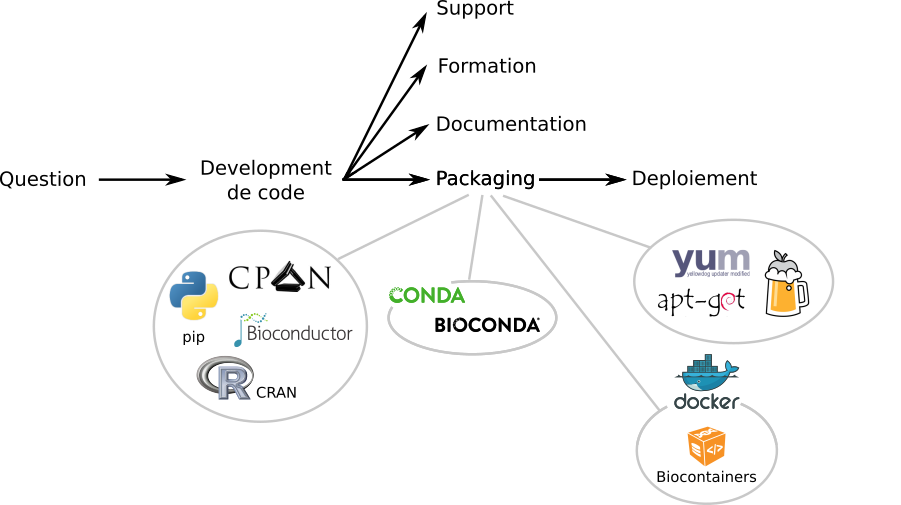 Support
Formation
Documentation
Question
Development
de code
Packaging
Deploiement
CPAN
pip
Bioconductor
R
CRAN
CONDA
BIOCONDA
yum
yellowdog updater modified
apt-get
docker
Biocontainers